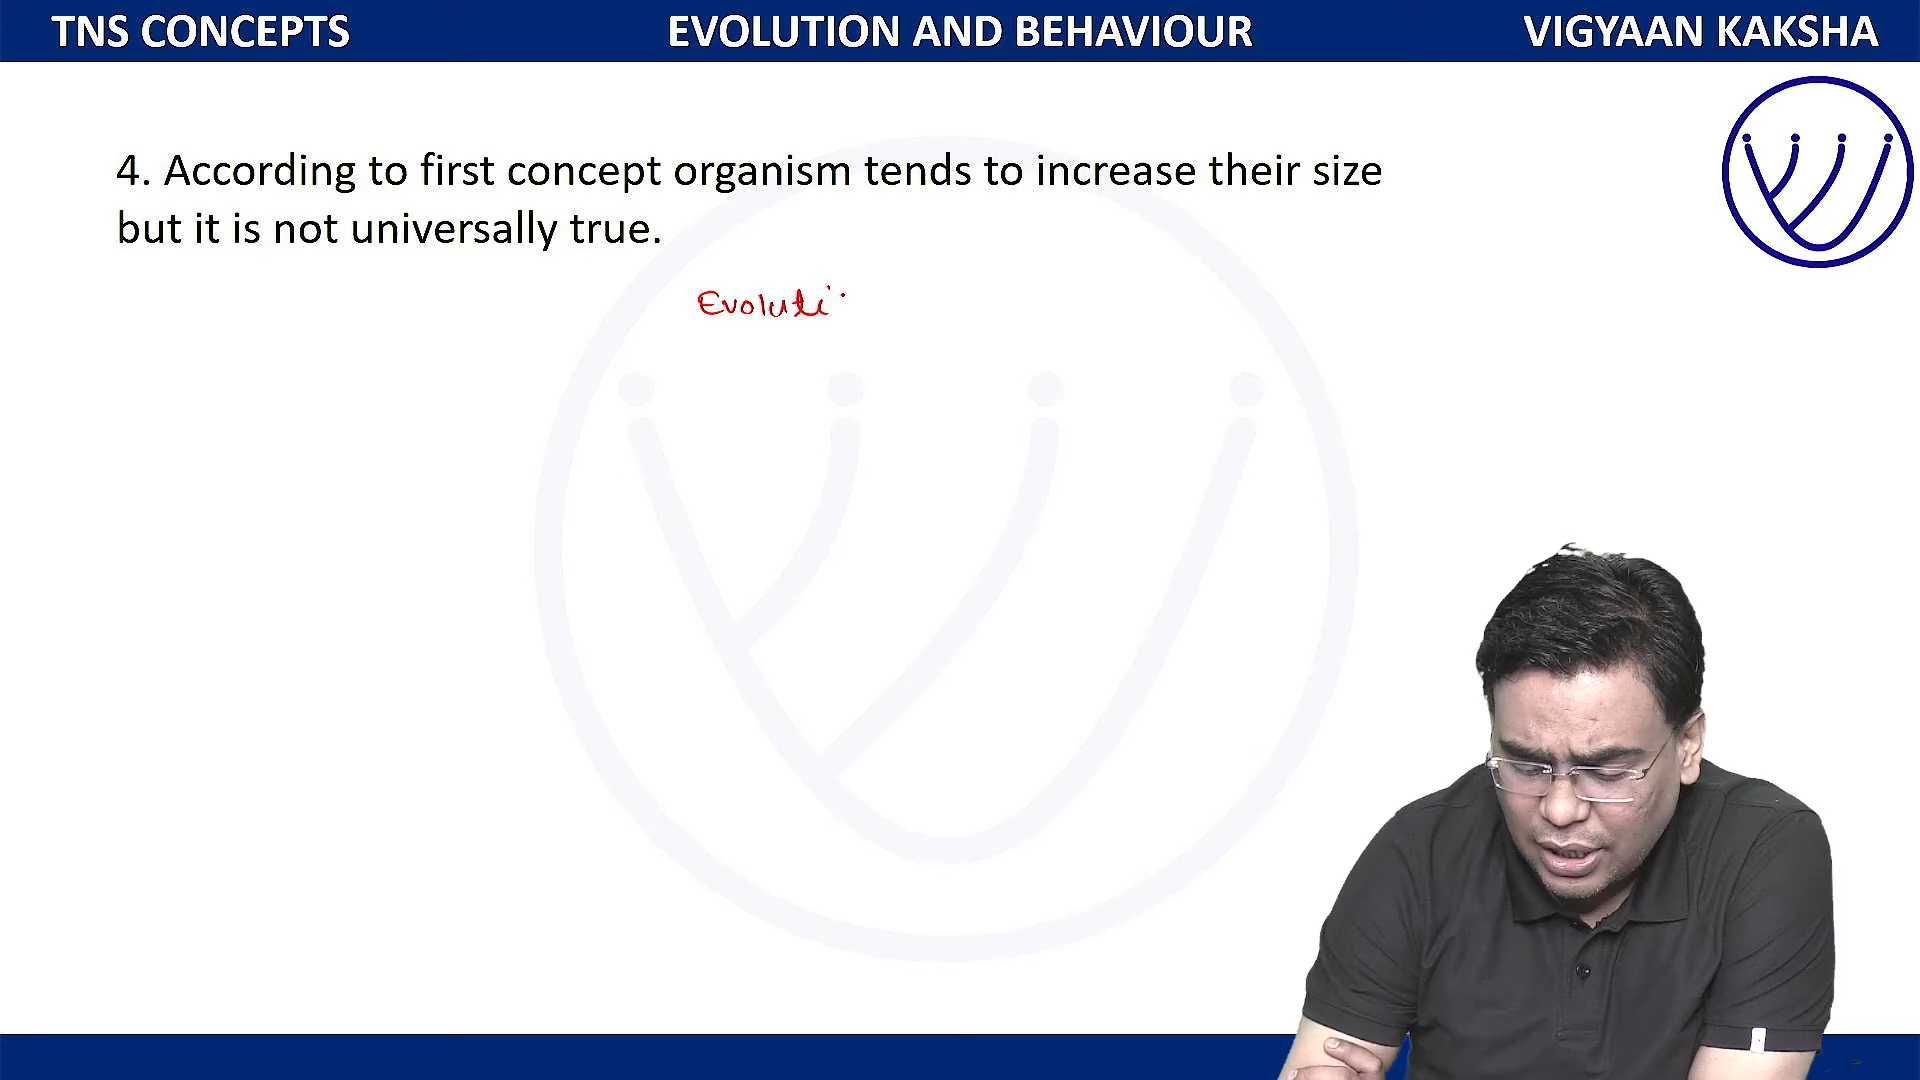 TNS CONCEPTS EVOLUTION AND BEHAVIOUR VIGYAAN KAKSHA
4. According to first concept organism tends to increase their size
but it is not universally true.
Evoluti